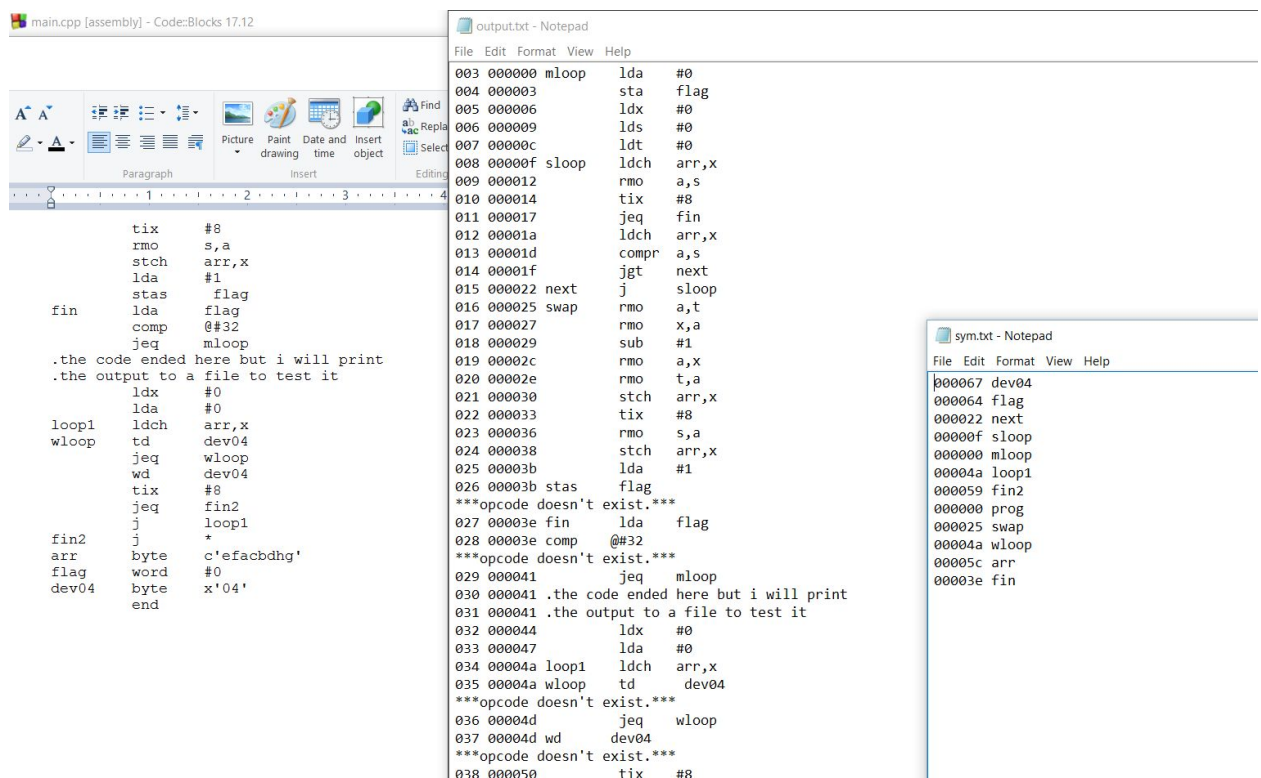 main.cpp [assembly] - Code::Blocks 17.12
Find
Repla
Select
Picture Paint drawing Date and time Insert object
Paragraph Insert Editing
1 2 3 4
tix #8
rmo s,a
stch arr,x
lda #1
stas flag
fin lda flag
comp @#32
jeq mloop
.the code ended here but i will print
.the output to a file to test it
ldx #0
lda #0
loop1 ldch arr,x
wloop td dev04
jeq wloop
wd dev04
tix #8
jeq fin2
j loop1
fin2 j *
arr byte c'efacbdhg'
flag word #0
dev04 byte x'04'
end
output.txt - Notepad
File Edit Format View Help
003 000000 mloop lda #0
004 000003 sta flag
005 000006 ldx #0
006 000009 lds #0
007 00000c ldt #0
008 00000f sloop ldch arr,x
009 000012 rmo a,s
010 000014 tix #8
011 000017 jeq fin
012 00001a ldch arr,x
013 00001d compr a,s
014 00001f jgt next
015 000022 next j sloop
016 000025 swap rmo a,t
017 000027 rmo x,a
018 000029 sub #1
019 00002c rmo a,x
020 00002e rmo t,a
021 000030 stch arr,x
022 000033 tix #8
023 000036 rmo s,a
024 000038 stch arr,x
025 00003b lda #1
026 00003b stas flag
***opcode doesn't exist.***
027 00003e fin lda flag
028 00003e comp @#32
***opcode doesn't exist.***
029 000041 jeq mloop
030 000041 .the code ended here but i will print
031 000041 .the output to a file to test it
032 000044 ldx #0
033 000047 lda #0
034 00004a loop1 ldch arr,x
035 00004a wloop td dev04
***opcode doesn't exist.***
036 00004d jeq wloop
037 00004d wd dev04
***opcode doesn't exist.***
038 000050 tix #8
sym.txt - Notepad
File Edit Format View Help
000067 dev04
000064 flag
000022 next
00000f sloop
000000 mloop
00004a loop1
000059 fin2
000000 prog
000025 swap
00004a wloop
00005c arr
00003e fin